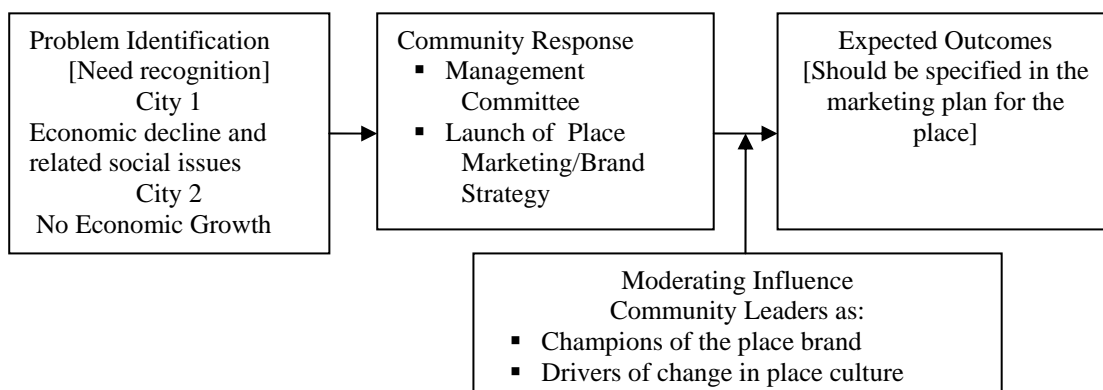 Problem Identification
[Need recognition]
City 1
Economic decline and
related social issues
City 2
No Economic Growth
Community Response
▪ Management
Committee
▪ Launch of Place
Marketing/Brand
Strategy
Expected Outcomes
[Should be specified in the
marketing plan for the
place]
Moderating Influence
Community Leaders as:
▪ Champions of the place brand
▪ Drivers of change in place culture